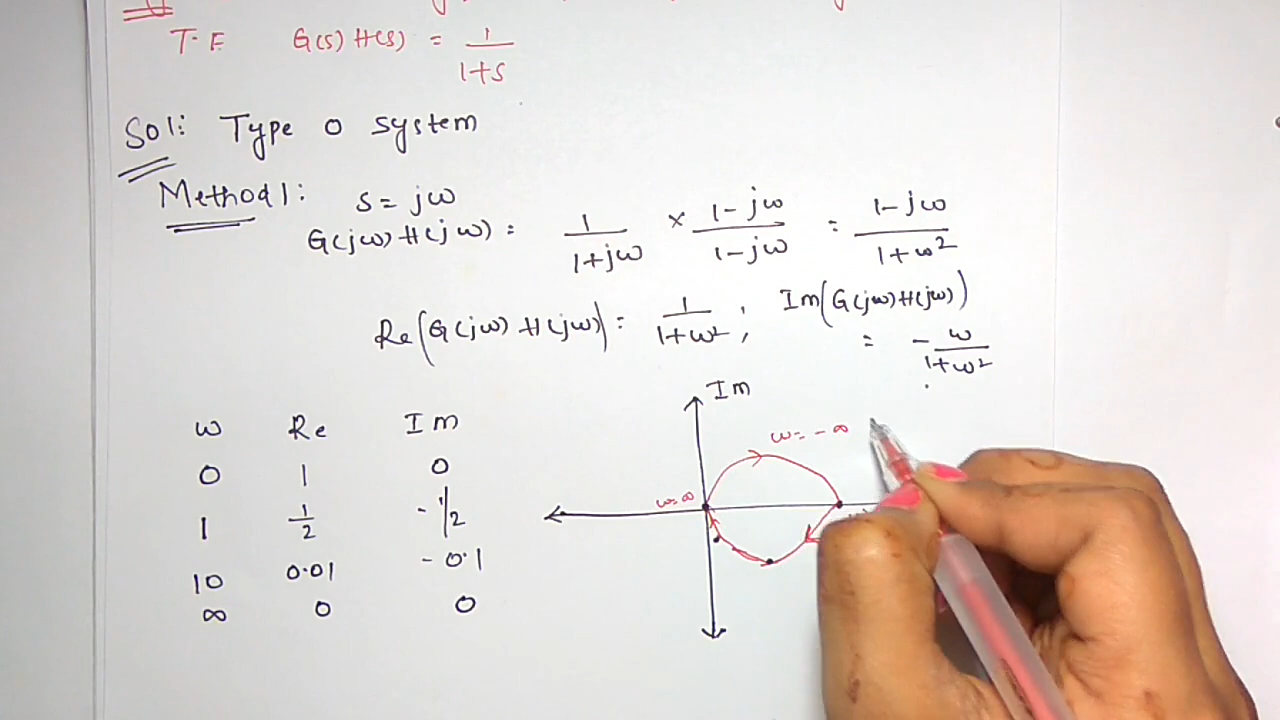 T.F G(s) H(s) = 1/(1+s)
Sol: Type 0 system
Method 1: s = jω
G(jω) H(jω) = 1/(1+jω) × (1-jω)/(1-jω) = (1-jω)/(1+ω²)
Re(G(jω) H(jω)) = 1/(1+ω²) ; Im(G(jω)H(jω))
= - ω/(1+ω²)
Im
ω Re Im
ω = -∞
0 1 0
ω=∞
1 1/2 -1/2
10 0.01 -0.1
∞ 0 0